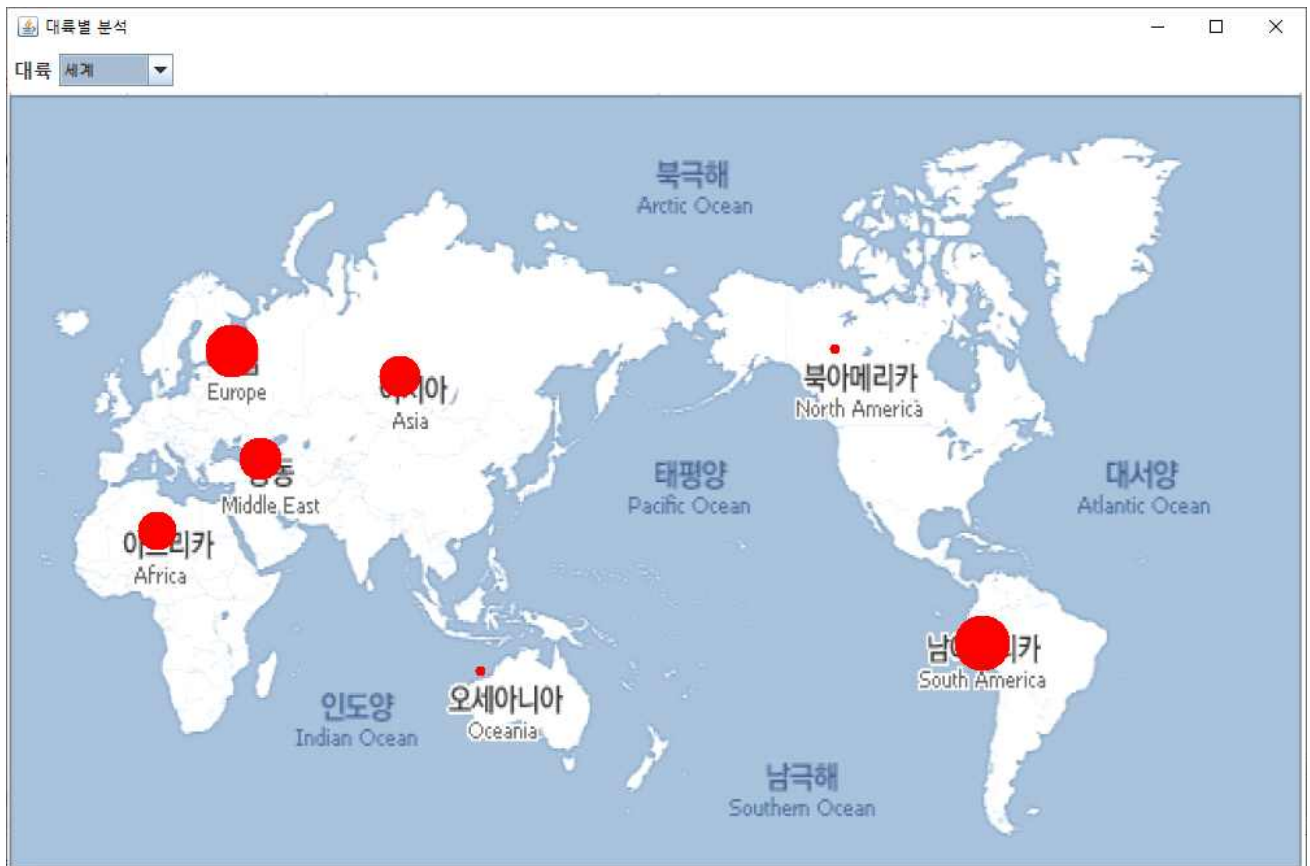 대륙별 분석
대륙 세계
북극해
Arctic Ocean
Europe
Asia
북아메리카
North America
태평양
Pacific Ocean
대서양
Atlantic Ocean
Middle East
Africa
South America
오세아니아
Oceania
인도양
Indian Ocean
남극해
Southern Ocean